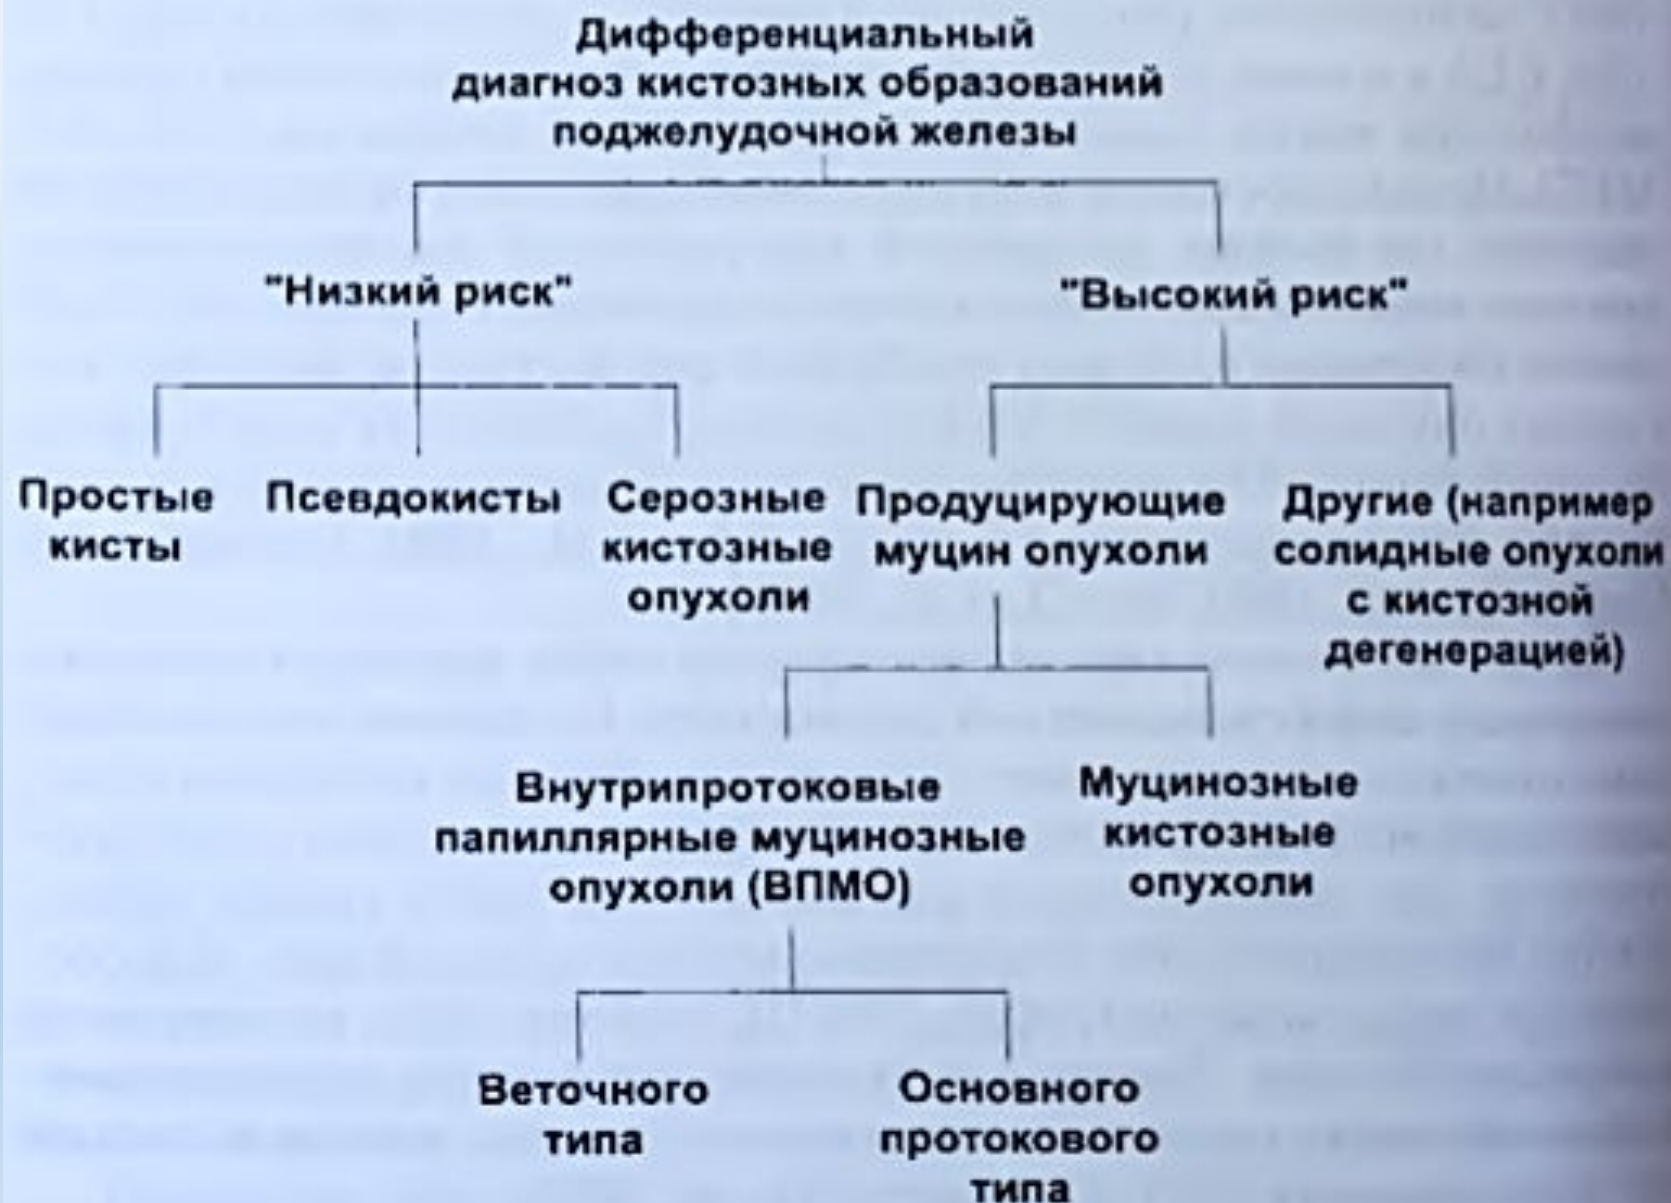 Дифференциальный
диагноз кистозных образований
поджелудочной железы
"Низкий риск"
"Высокий риск"
Простые
кисты
Псевдокисты
Серозные
кистозные
опухоли
Продуцирующие
муцин опухоли
Другие (например
солидные опухоли
с кистозной
дегенерацией)
Внутрипротоковые
папиллярные муцинозные
опухоли (ВПМО)
Муцинозные
кистозные
опухоли
Веточного
типа
Основного
протокового
типа